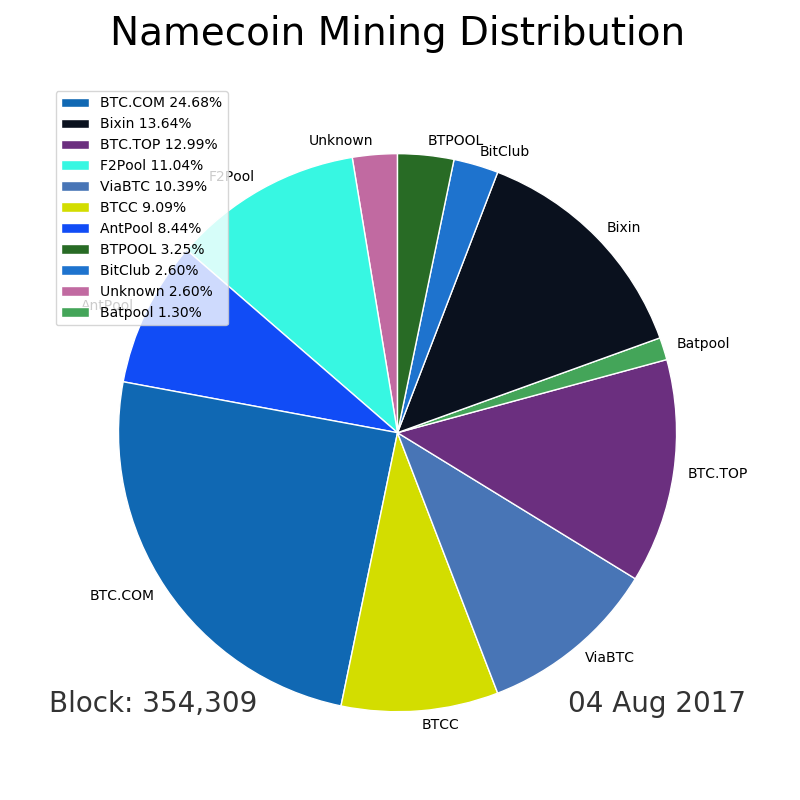 Namecoin Mining Distribution
BTC.COM 24.68%
Bixin 13.64%
BTC.TOP 12.99%
F2Pool 11.04%
ViaBTC 10.39%
BTCC 9.09%
AntPool 8.44%
BTPOOL 3.25%
BitClub 2.60%
Unknown 2.60%
Batpool 1.30%
Unknown
BTPOOL
BitClub
F2Pool
Bixin
AntPool
Batpool
BTC.TOP
BTC.COM
ViaBTC
BTCC
Block: 354,309
04 Aug 2017